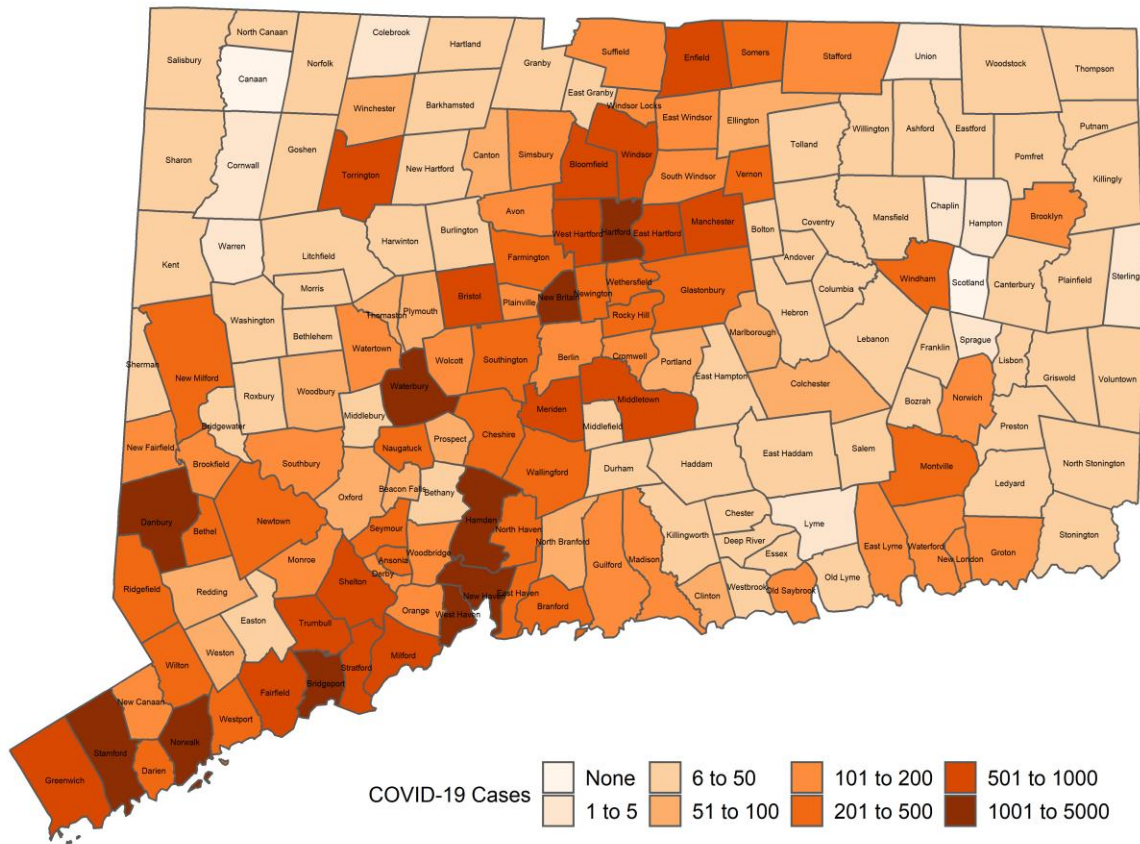 North Canaan
Colebrook
Hartland
Suffield
Enfield
Somers
Stafford
Union
Woodstock
Thompson
Salisbury
Canaan
Norfolk
Granby
East Granby
Winchester
Barkhamsted
Windsor Locks
East Windsor
Ellington
Willington
Ashford
Eastford
Putnam
Pomfret
Killingly
Sharon
Cornwall
Goshen
Torrington
New Hartford
Canton
Simsbury
Bloomfield
Windsor
South Windsor
Vernon
Tolland
Avon
West Hartford
Hartford
East Hartford
Manchester
Bolton
Coventry
Mansfield
Chaplin
Hampton
Brooklyn
Kent
Warren
Litchfield
Harwinton
Burlington
Farmington
Andover
Windham
Scotland
Canterbury
Plainfield
Sterling
Morris
Bristol
Plainville
New Britain
Newington
Wethersfield
Rocky Hill
Glastonbury
Columbia
Hebron
Washington
Bethlehem
Thomaston
Plymouth
Watertown
Wolcott
Southington
Berlin
Cromwell
Portland
Marlborough
Lebanon
Franklin
Sprague
Lisbon
Griswold
Voluntown
Sherman
New Milford
Roxbury
Woodbury
Waterbury
Middlebury
Meriden
Middletown
East Hampton
Colchester
Bozrah
Norwich
Preston
Bridgewater
Middlefield
New Fairfield
Brookfield
Southbury
Naugatuck
Prospect
Cheshire
Wallingford
Durham
Haddam
East Haddam
Salem
Montville
Ledyard
North Stonington
Danbury
Bethel
Newtown
Oxford
Beacon Falls
Bethany
Hamden
North Haven
North Branford
Killingworth
Chester
Deep River
Essex
Lyme
Stonington
Seymour
Woodbridge
Ansonia
Derby
Monroe
Guilford
Madison
East Lyme
Waterford
New London
Groton
Ridgefield
Redding
Easton
Shelton
Orange
New Haven
West Haven
East Haven
Branford
Clinton
Westbrook
Old Saybrook
Old Lyme
Wilton
Weston
Trumbull
Stratford
Milford
Fairfield
Bridgeport
New Canaan
Westport
Norwalk
Darien
Stamford
Greenwich
COVID-19 Cases
None
6 to 50
101 to 200
501 to 1000
1 to 5
51 to 100
201 to 500
1001 to 5000